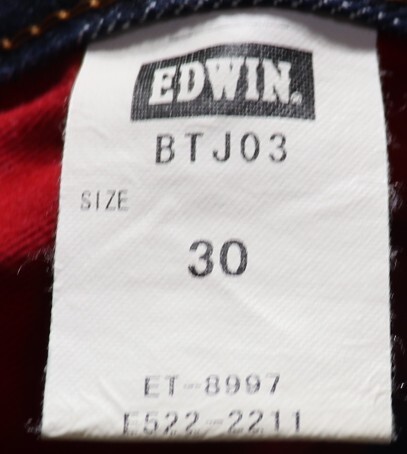 EDWIN.
BTJ03
SIZE
30
ET-8997
E522-2211